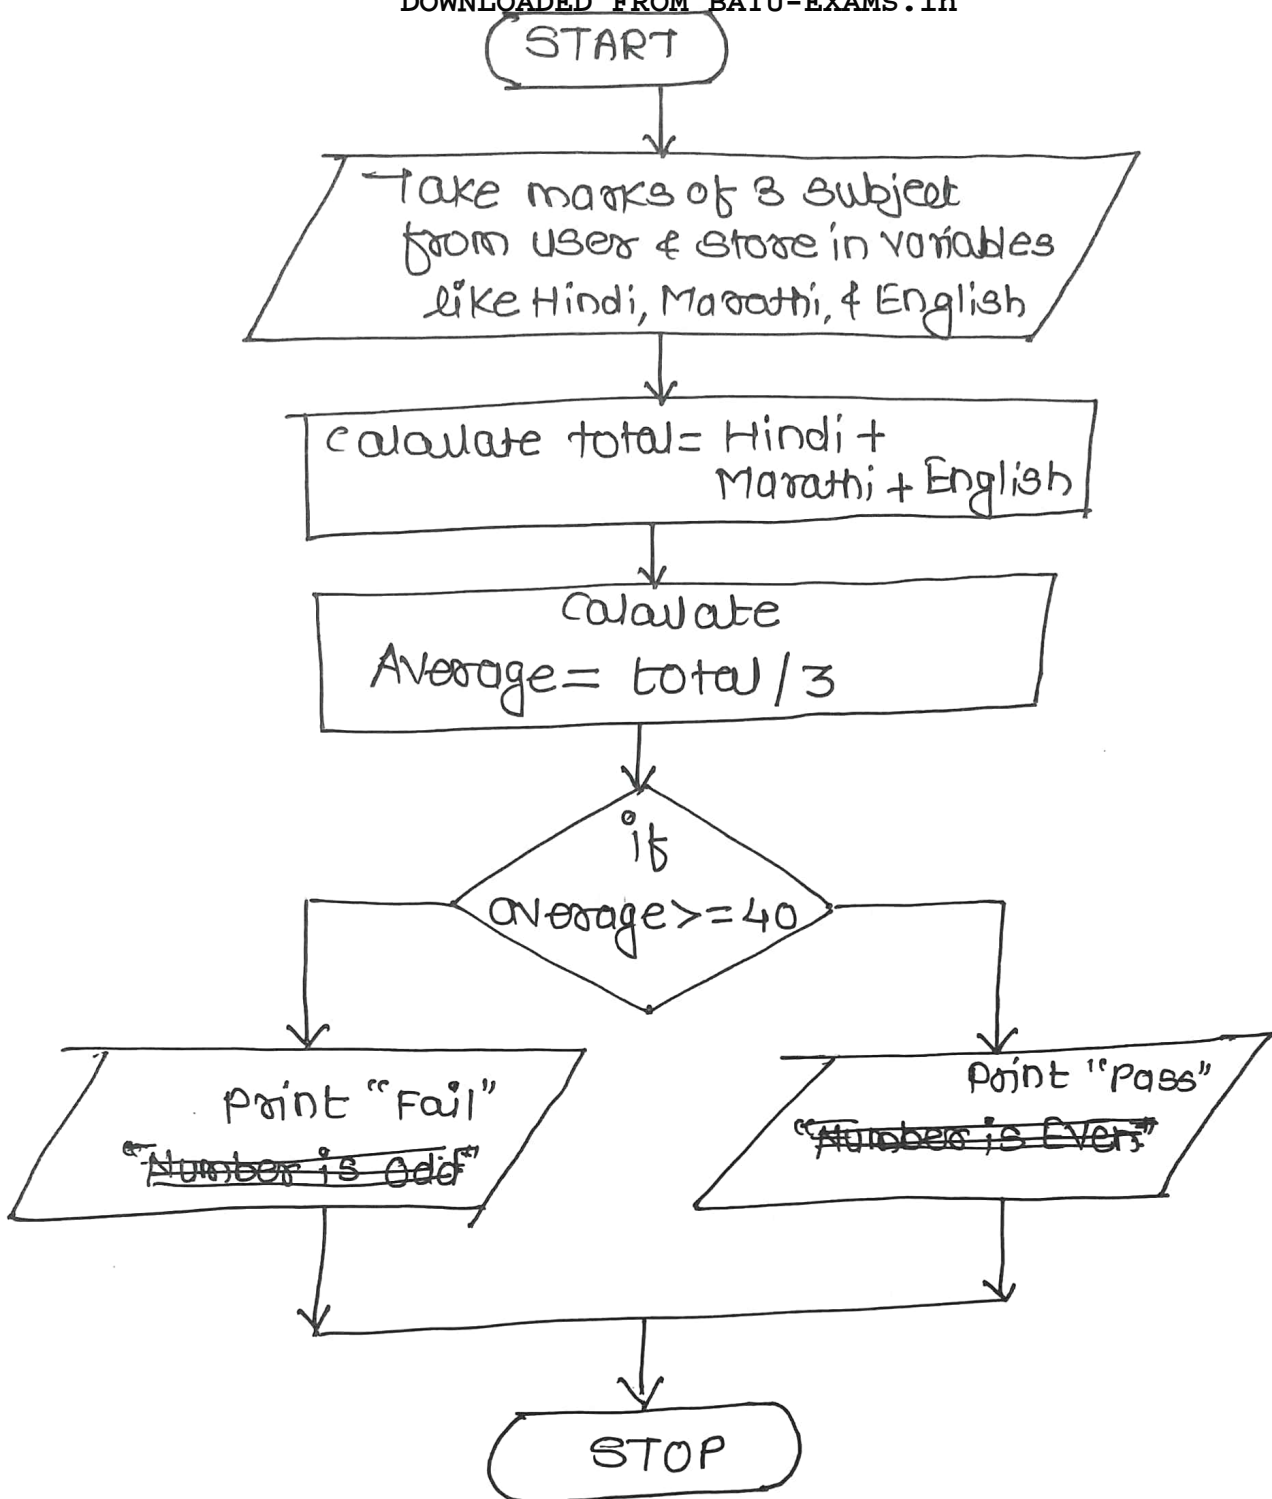 DOWNLOADED FROM BATU-EXAMS.in
START
Take marks of 3 subject
from user & store in variables
like Hindi, Marathi, & English
Calculate total = Hindi +
Marathi + English
Calculate
Average = total / 3
if
average >= 40
Print "Fail"
"Number is odd"
Print "Pass"
"Number is Even"
STOP